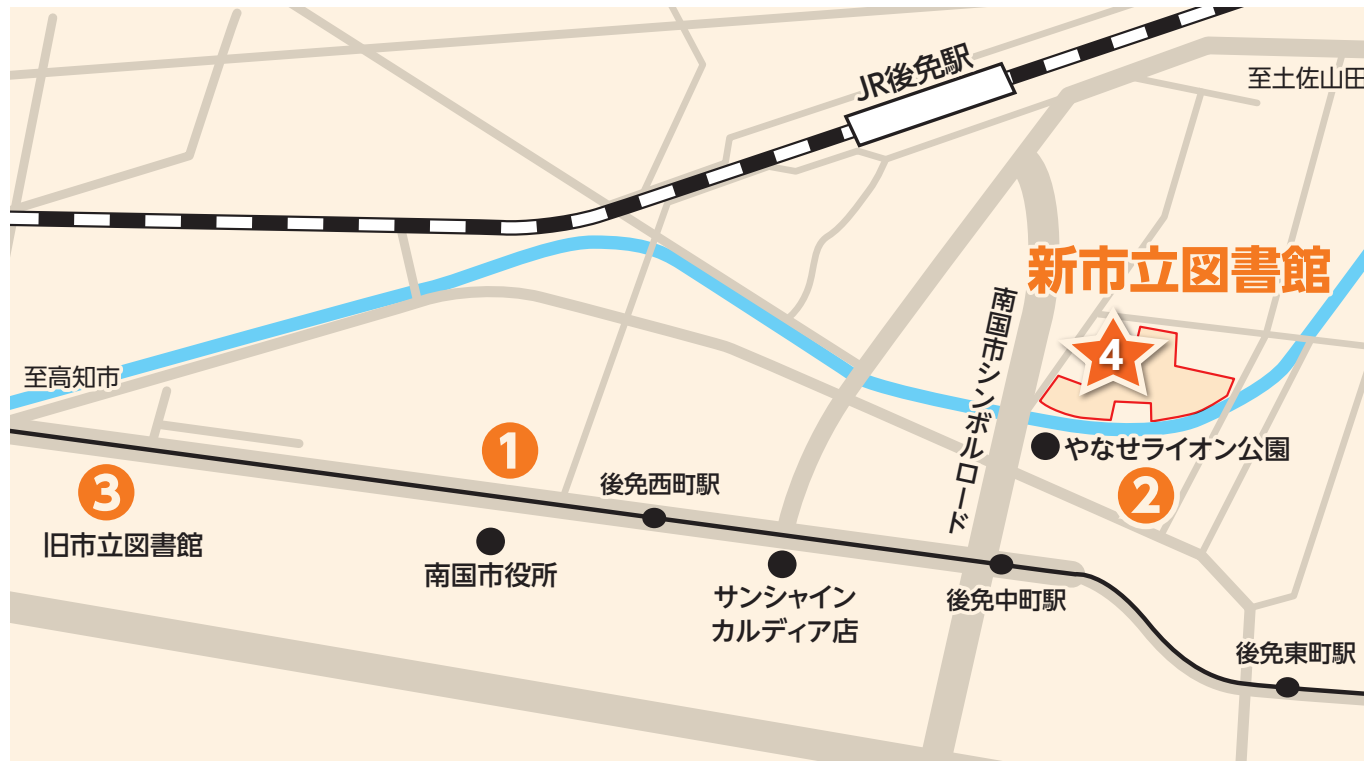 JR後免駅
至土佐山田
新市立図書館
4
南国市シンボルロード
至高知市
やなせライオン公園
1
2
後免西町駅
3
旧市立図書館
南国市役所
サンシャイン
カルディア店
後免中町駅
後免東町駅